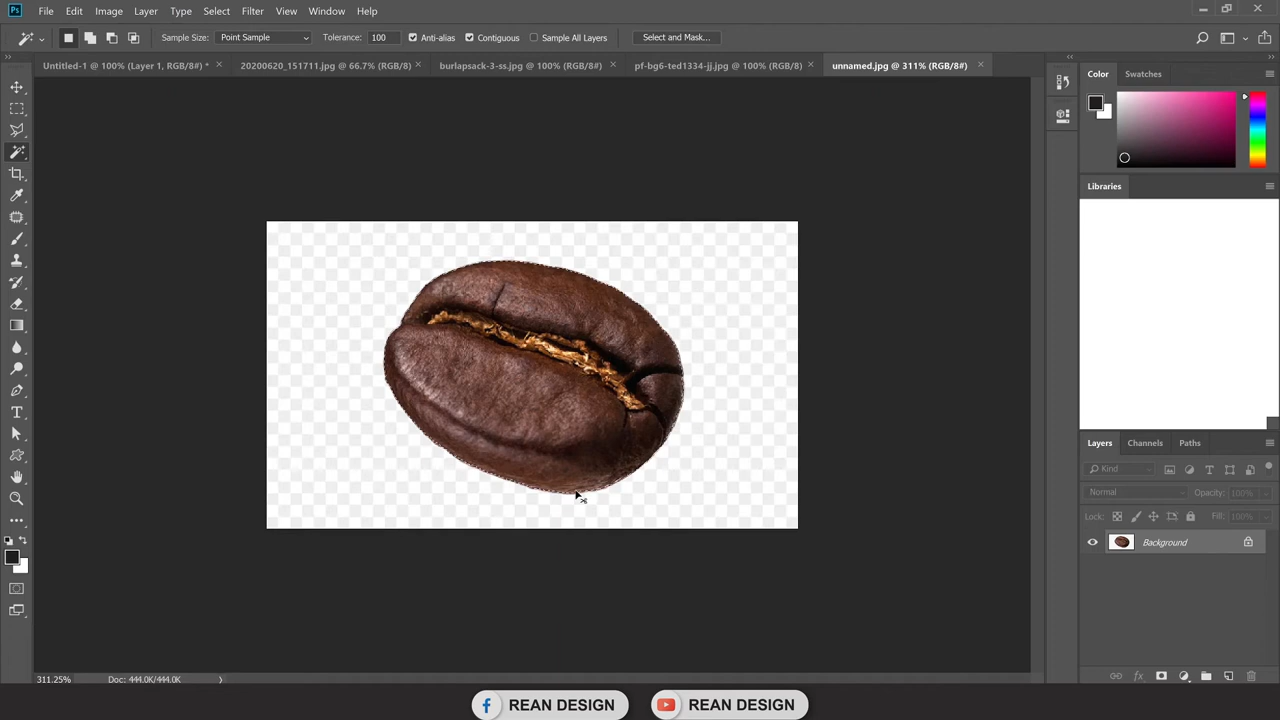 Ps File Edit Image Layer Type Select Filter View Window Help
Sample Size: Point Sample Tolerance: 100 Anti-alias Contiguous Sample All Layers Select and Mask...
Untitled-1 @ 100% (Layer 1, RGB/8#) * 20200620_151711.jpg @ 66.7% (RGB/8) burlapsack-3-ss.jpg @ 100% (RGB/8#) pf-bg6-ted1334-jj.jpg @ 100% (RGB/8) unnamed.jpg @ 311% (RGB/8#)
Color Swatches
Libraries
Layers Channels Paths
Kind
Normal Opacity: 100%
Lock: Fill: 100%
Background
311.25% Doc: 444.0K/444.0K
REAN DESIGN REAN DESIGN